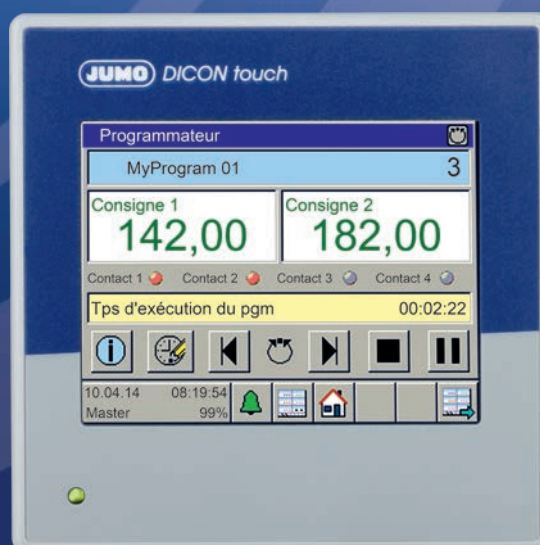 JUMO DICON touch
Programmateur
MyProgram 01 3
Consigne 1 Consigne 2
142,00 182,00
Contact 1 Contact 2 Contact 3 Contact 4
Tps d'exécution du pgm 00:02:22
10.04.14 08:19:54
Master 99%